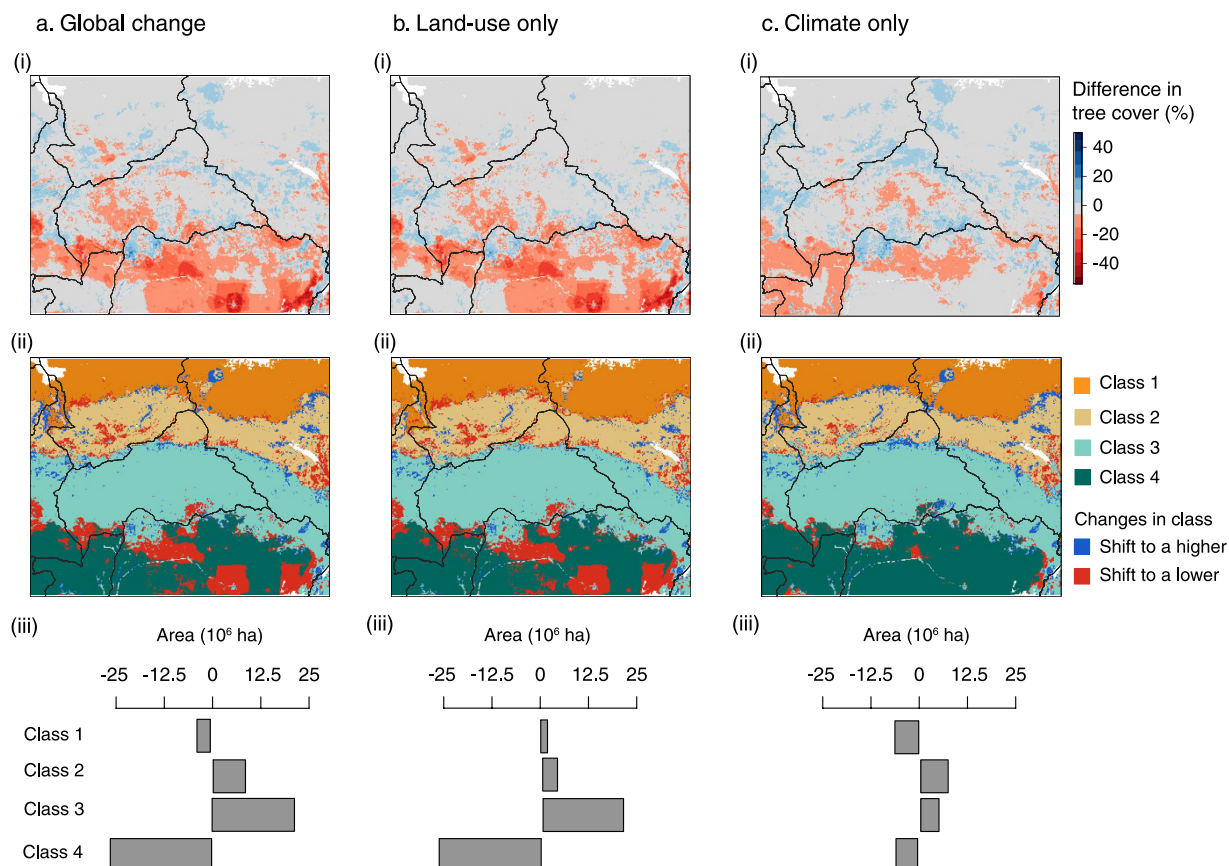 a. Global change
b. Land-use only
c. Climate only
(i)
(i)
(i)
Difference in
tree cover (%)
40
20
0
-20
-40
(ii)
(ii)
(ii)
Class 1
Class 2
Class 3
Class 4
Changes in class
Shift to a higher
Shift to a lower
(iii)
Area (10⁶ ha)
(iii)
Area (10⁶ ha)
(iii)
Area (10⁶ ha)
-25 -12.5 0 12.5 25
-25 -12.5 0 12.5 25
-25 -12.5 0 12.5 25
Class 1
Class 2
Class 3
Class 4